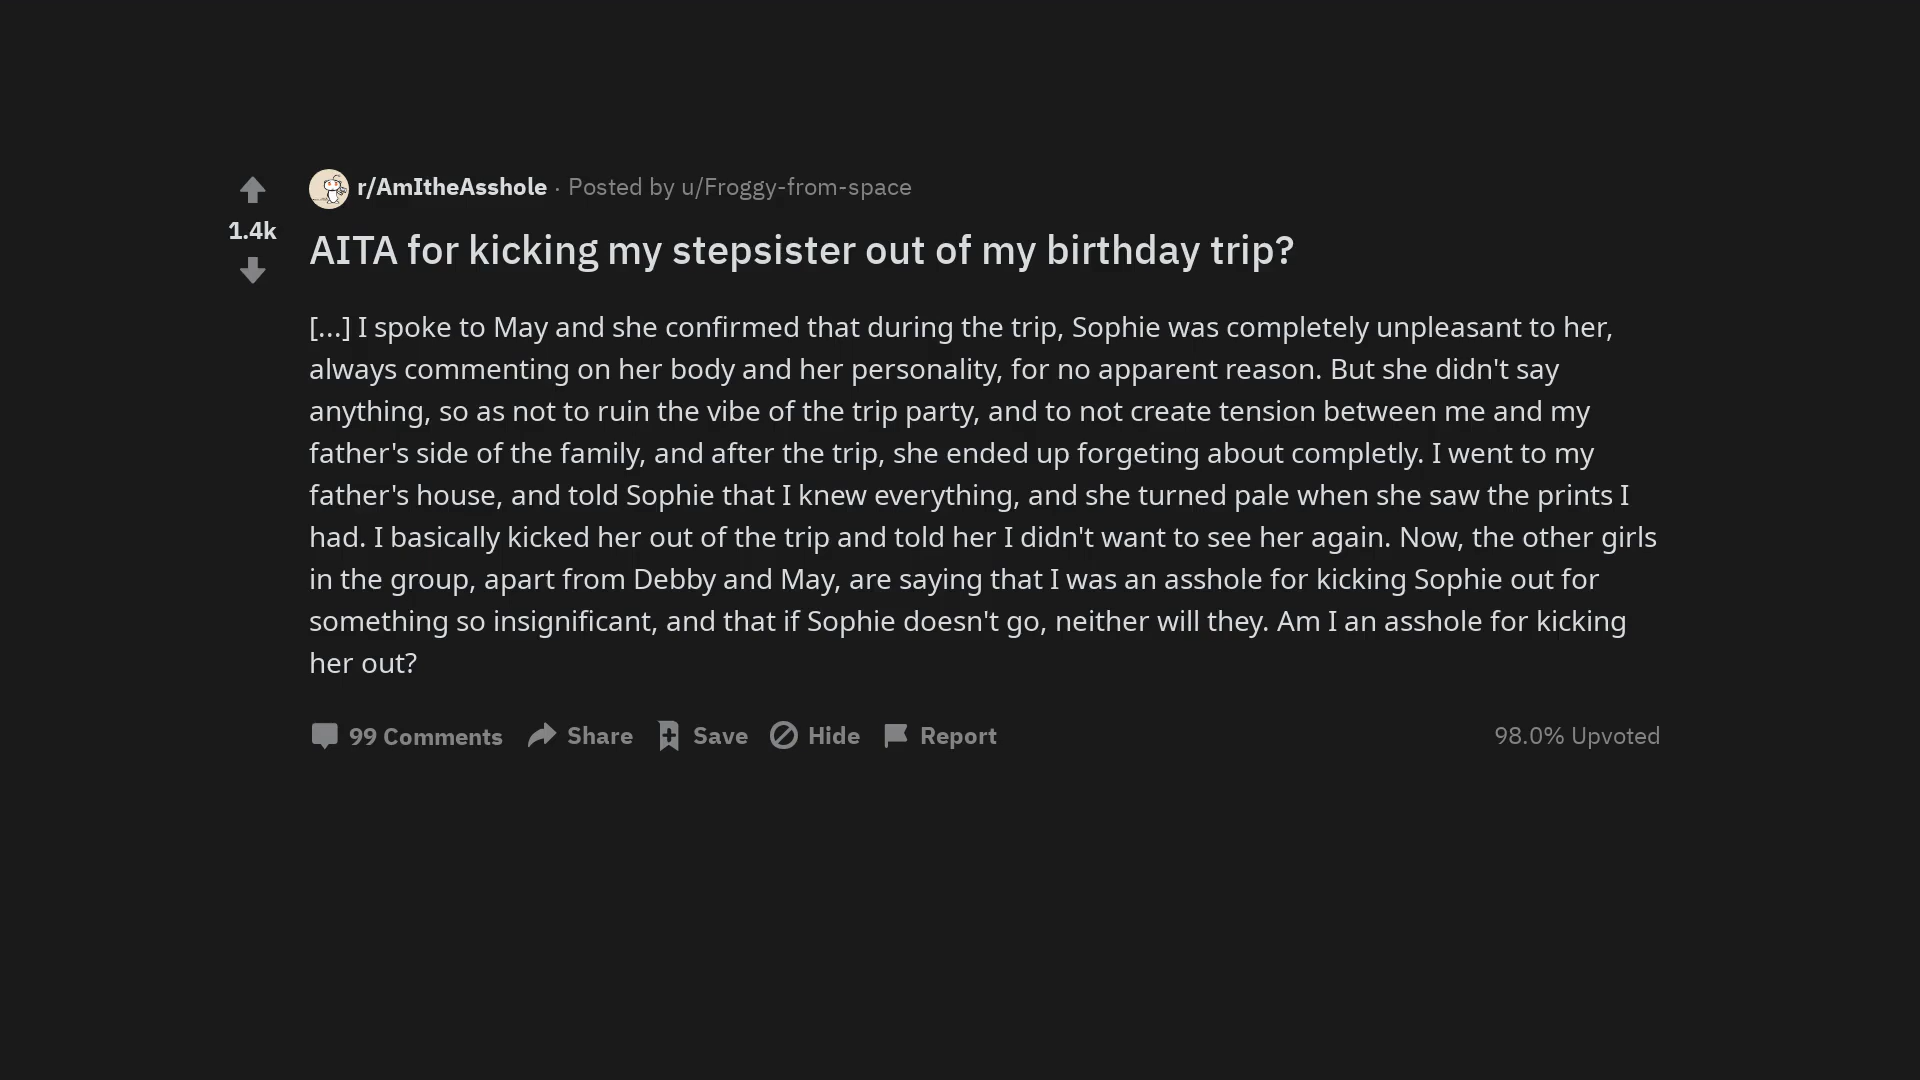 r/AmItheAsshole · Posted by u/Froggy-from-space
1.4k
AITA for kicking my stepsister out of my birthday trip?
[...] I spoke to May and she confirmed that during the trip, Sophie was completely unpleasant to her,
always commenting on her body and her personality, for no apparent reason. But she didn't say
anything, so as not to ruin the vibe of the trip party, and to not create tension between me and my
father's side of the family, and after the trip, she ended up forgeting about completly. I went to my
father's house, and told Sophie that I knew everything, and she turned pale when she saw the prints I
had. I basically kicked her out of the trip and told her I didn't want to see her again. Now, the other girls
in the group, apart from Debby and May, are saying that I was an asshole for kicking Sophie out for
something so insignificant, and that if Sophie doesn't go, neither will they. Am I an asshole for kicking
her out?
99 Comments Share Save Hide Report 98.0% Upvoted